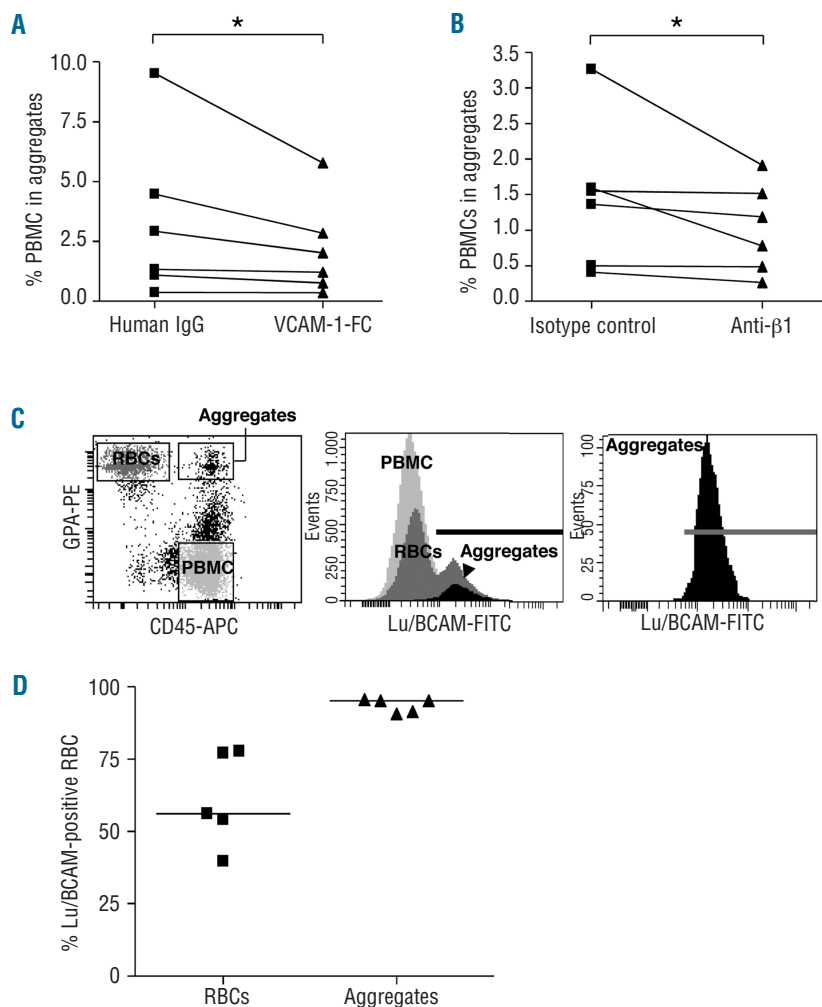 A
*
% PBMC in aggregates
10.0
7.5
5.0
2.5
0.0
Human IgG
VCAM-1-FC
B
*
% PBMCs in aggregates
3.5
3.0
2.5
2.0
1.5
1.0
0.5
0.0
Isotype control
Anti-β1
C
Aggregates
RBCs
PBMC
GPA-PE
CD45-APC
Events
1.000
750
500
250
0
PBMC
RBCs
Aggregates
Lu/BCAM-FITC
Events
100
75
50
25
0
Aggregates
Lu/BCAM-FITC
D
% Lu/BCAM-positive RBC
100
75
50
25
0
RBCs
Aggregates